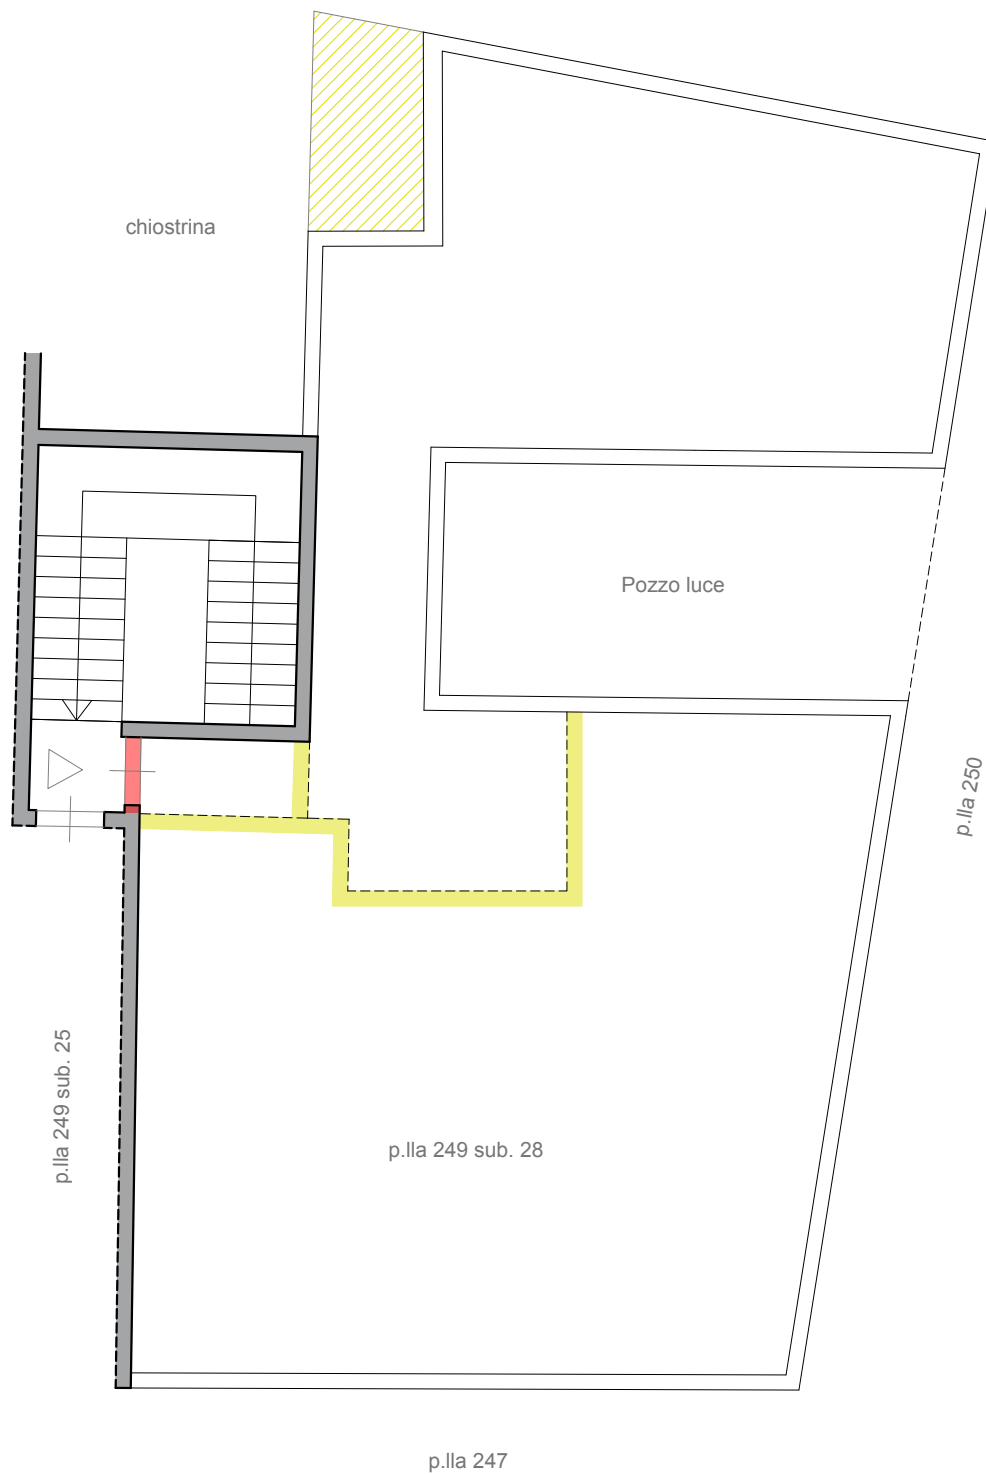 chiostrina
Pozzo luce
p.lla 250
p.lla 249 sub. 25
p.lla 249 sub. 28
p.lla 247